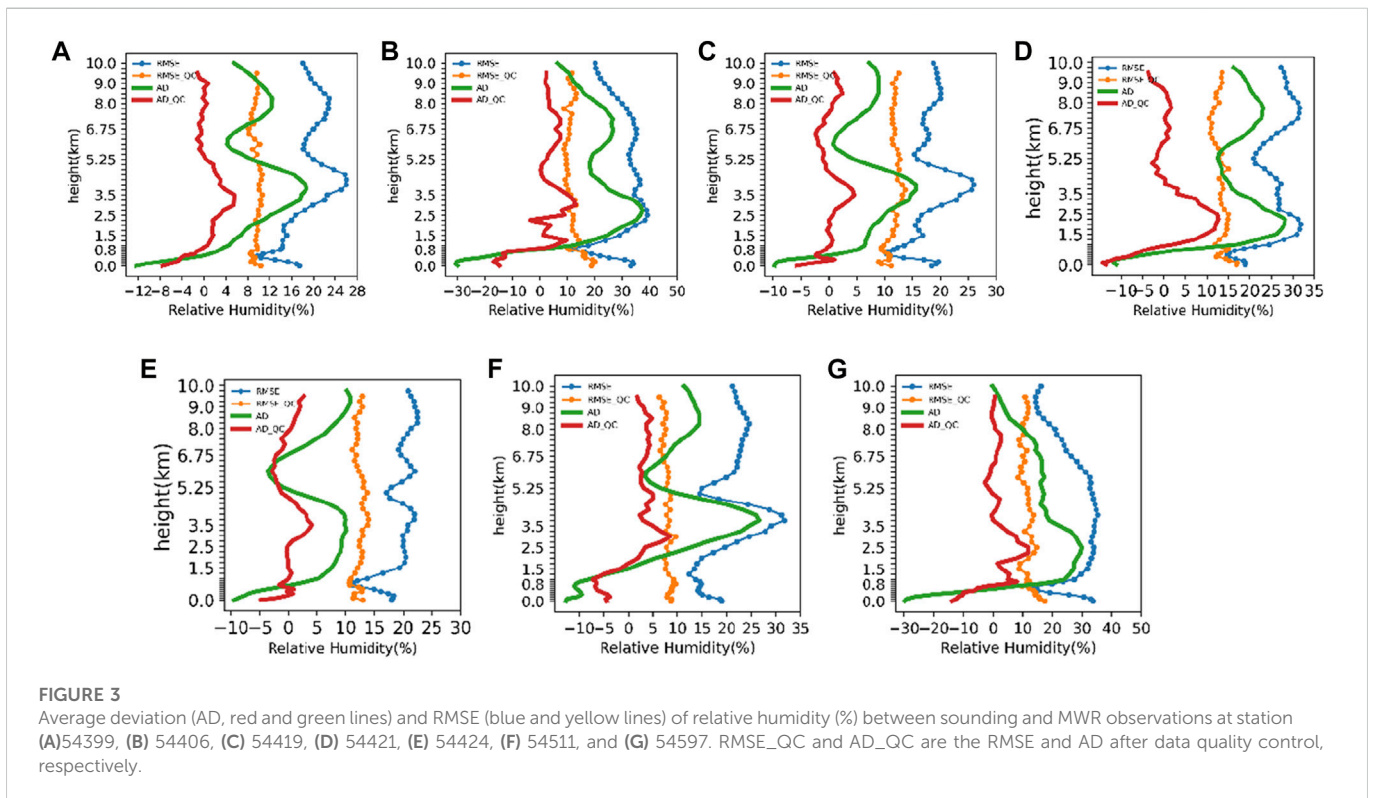 A
RMSE
RMSE_QC
AD
AD_QC
10.0
9.0
8.0
6.75
5.25
3.5
2.5
1.5
0.8
0.0
height(km)
−12−8−4 0 4 8 12 16 20 24 28
Relative Humidity(%)
B
RMSE
RMSE_QC
AD
AD_QC
10.0
9.0
8.0
6.75
5.25
3.5
2.5
1.5
0.8
0.0
height(km)
−30−20−10 0 10 20 30 40 50
Relative Humidity(%)
C
RMSE
RMSE_QC
AD
AD_QC
10.0
9.0
8.0
6.75
5.25
3.5
2.5
1.5
0.8
0.0
height(km)
−10 −5 0 5 10 15 20 25 30
Relative Humidity(%)
D
RMSE
RMSE_QC
AD
AD_QC
10.0
9.0
8.0
6.75
5.25
3.5
2.5
1.5
0.8
0.0
height(km)
−10−5 0 5 10 15 20 25 30 35
Relative Humidity(%)
E
RMSE
RMSE_QC
AD
AD_QC
10.0
9.0
8.0
6.75
5.25
3.5
2.5
1.5
0.8
0.0
height(km)
−10 −5 0 5 10 15 20 25 30
Relative Humidity(%)
F
RMSE
RMSE_QC
AD
AD_QC
10.0
9.0
8.0
6.75
5.25
3.5
2.5
1.5
0.8
0.0
height(km)
−10−5 0 5 10 15 20 25 30 35
Relative Humidity(%)
G
RMSE
RMSE_QC
AD
AD_QC
10.0
9.0
8.0
6.75
5.25
3.5
2.5
1.5
0.8
0.0
height(km)
−30−20−10 0 10 20 30 40 50
Relative Humidity(%)
FIGURE 3
Average deviation (AD, red and green lines) and RMSE (blue and yellow lines) of relative humidity (%) between sounding and MWR observations at station
(A)54399, (B) 54406, (C) 54419, (D) 54421, (E) 54424, (F) 54511, and (G) 54597. RMSE_QC and AD_QC are the RMSE and AD after data quality control,
respectively.